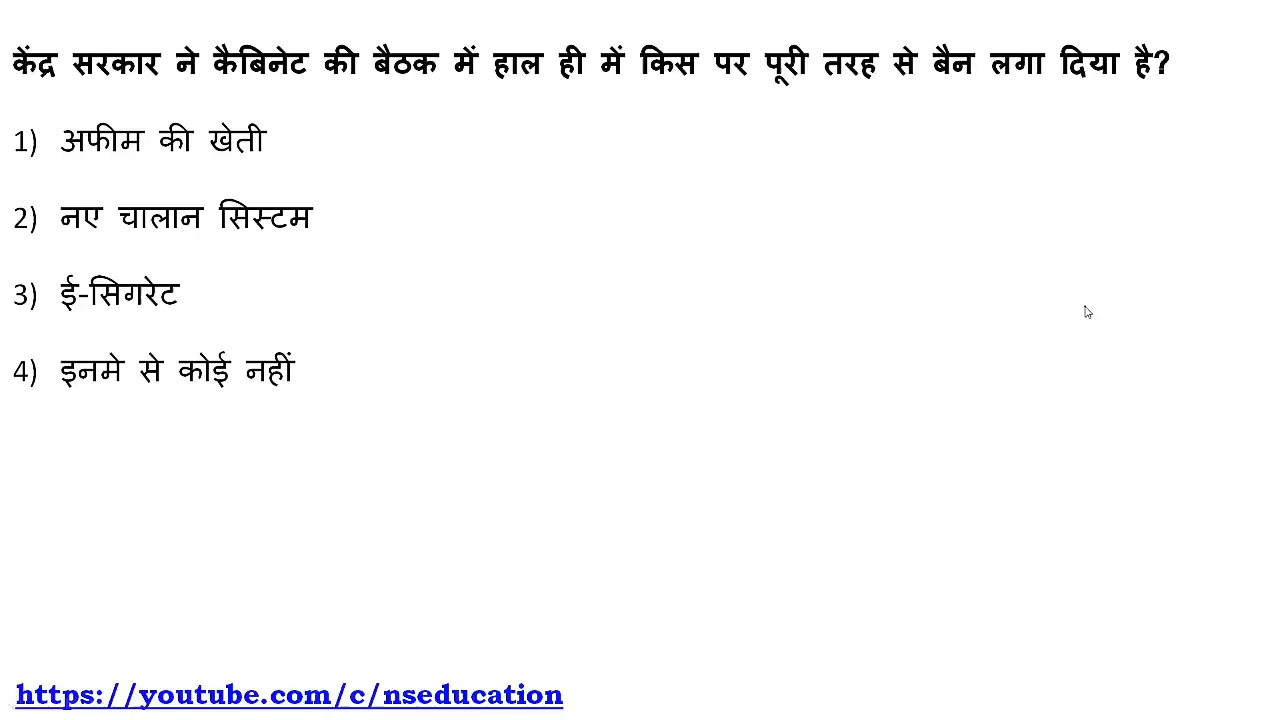 केंद्र सरकार ने कैबिनेट की बैठक में हाल ही में किस पर पूरी तरह से बैन लगा दिया है?
1) अफीम की खेती
2) नए चालान सिस्टम
3) ई-सिगरेट
4) इनमे से कोई नहीं
https://youtube.com/c/nseducation